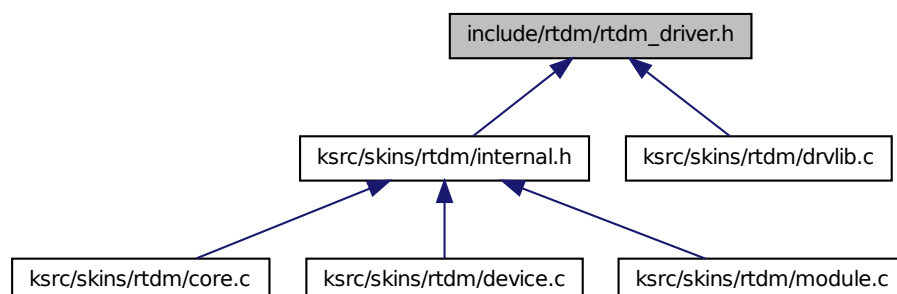 include/rtdm/rtdm_driver.h
ksrc/skins/rtdm/internal.h
ksrc/skins/rtdm/drvlib.c
ksrc/skins/rtdm/core.c
ksrc/skins/rtdm/device.c
ksrc/skins/rtdm/module.c